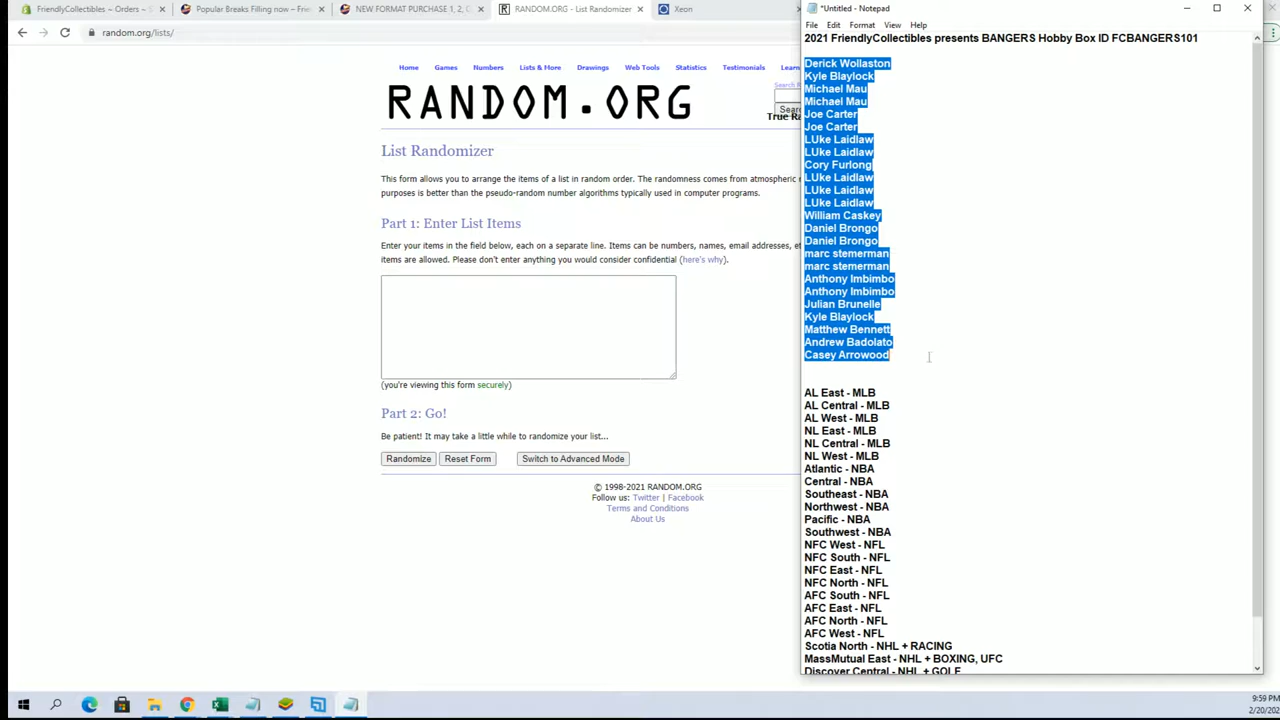 FriendlyCollectibles ~ Orders ~ S
Popular Breaks Filling now – Frie
NEW FORMAT PURCHASE 1, 2, C
RANDOM.ORG - List Randomizer
Xeon
random.org/lists/
Home
Games
Numbers
Lists & More
Drawings
Web Tools
Statistics
Testimonials
Learn
RANDOM.ORG
Search R
Sear
True Ra
List Randomizer
This form allows you to arrange the items of a list in random order. The randomness comes from atmospheric
purposes is better than the pseudo-random number algorithms typically used in computer programs.
Part 1: Enter List Items
Enter your items in the field below, each on a separate line. Items can be numbers, names, email addresses, et
items are allowed. Please don't enter anything you would consider confidential (here's why).
(you're viewing this form securely)
Part 2: Go!
Be patient! It may take a little while to randomize your list...
Randomize
Reset Form
Switch to Advanced Mode
© 1998-2021 RANDOM.ORG
Follow us: Twitter | Facebook
Terms and Conditions
About Us
*Untitled - Notepad
File Edit Format View Help
2021 FriendlyCollectibles presents BANGERS Hobby Box ID FCBANGERS101
Derick Wollaston
Kyle Blaylock
Michael Mau
Michael Mau
Joe Carter
Joe Carter
LUke Laidlaw
LUke Laidlaw
Cory Furlong
LUke Laidlaw
LUke Laidlaw
LUke Laidlaw
William Caskey
Daniel Brongo
Daniel Brongo
marc stemerman
marc stemerman
Anthony Imbimbo
Anthony Imbimbo
Julian Brunelle
Kyle Blaylock
Matthew Bennett
Andrew Badolato
Casey Arrowood
AL East - MLB
AL Central - MLB
AL West - MLB
NL East - MLB
NL Central - MLB
NL West - MLB
Atlantic - NBA
Central - NBA
Southeast - NBA
Northwest - NBA
Pacific - NBA
Southwest - NBA
NFC West - NFL
NFC South - NFL
NFC East - NFL
NFC North - NFL
AFC South - NFL
AFC East - NFL
AFC North - NFL
AFC West - NFL
Scotia North - NHL + RACING
MassMutual East - NHL + BOXING, UFC
Discover Central - NHL + GOLF
9:59 PM
2/20/202